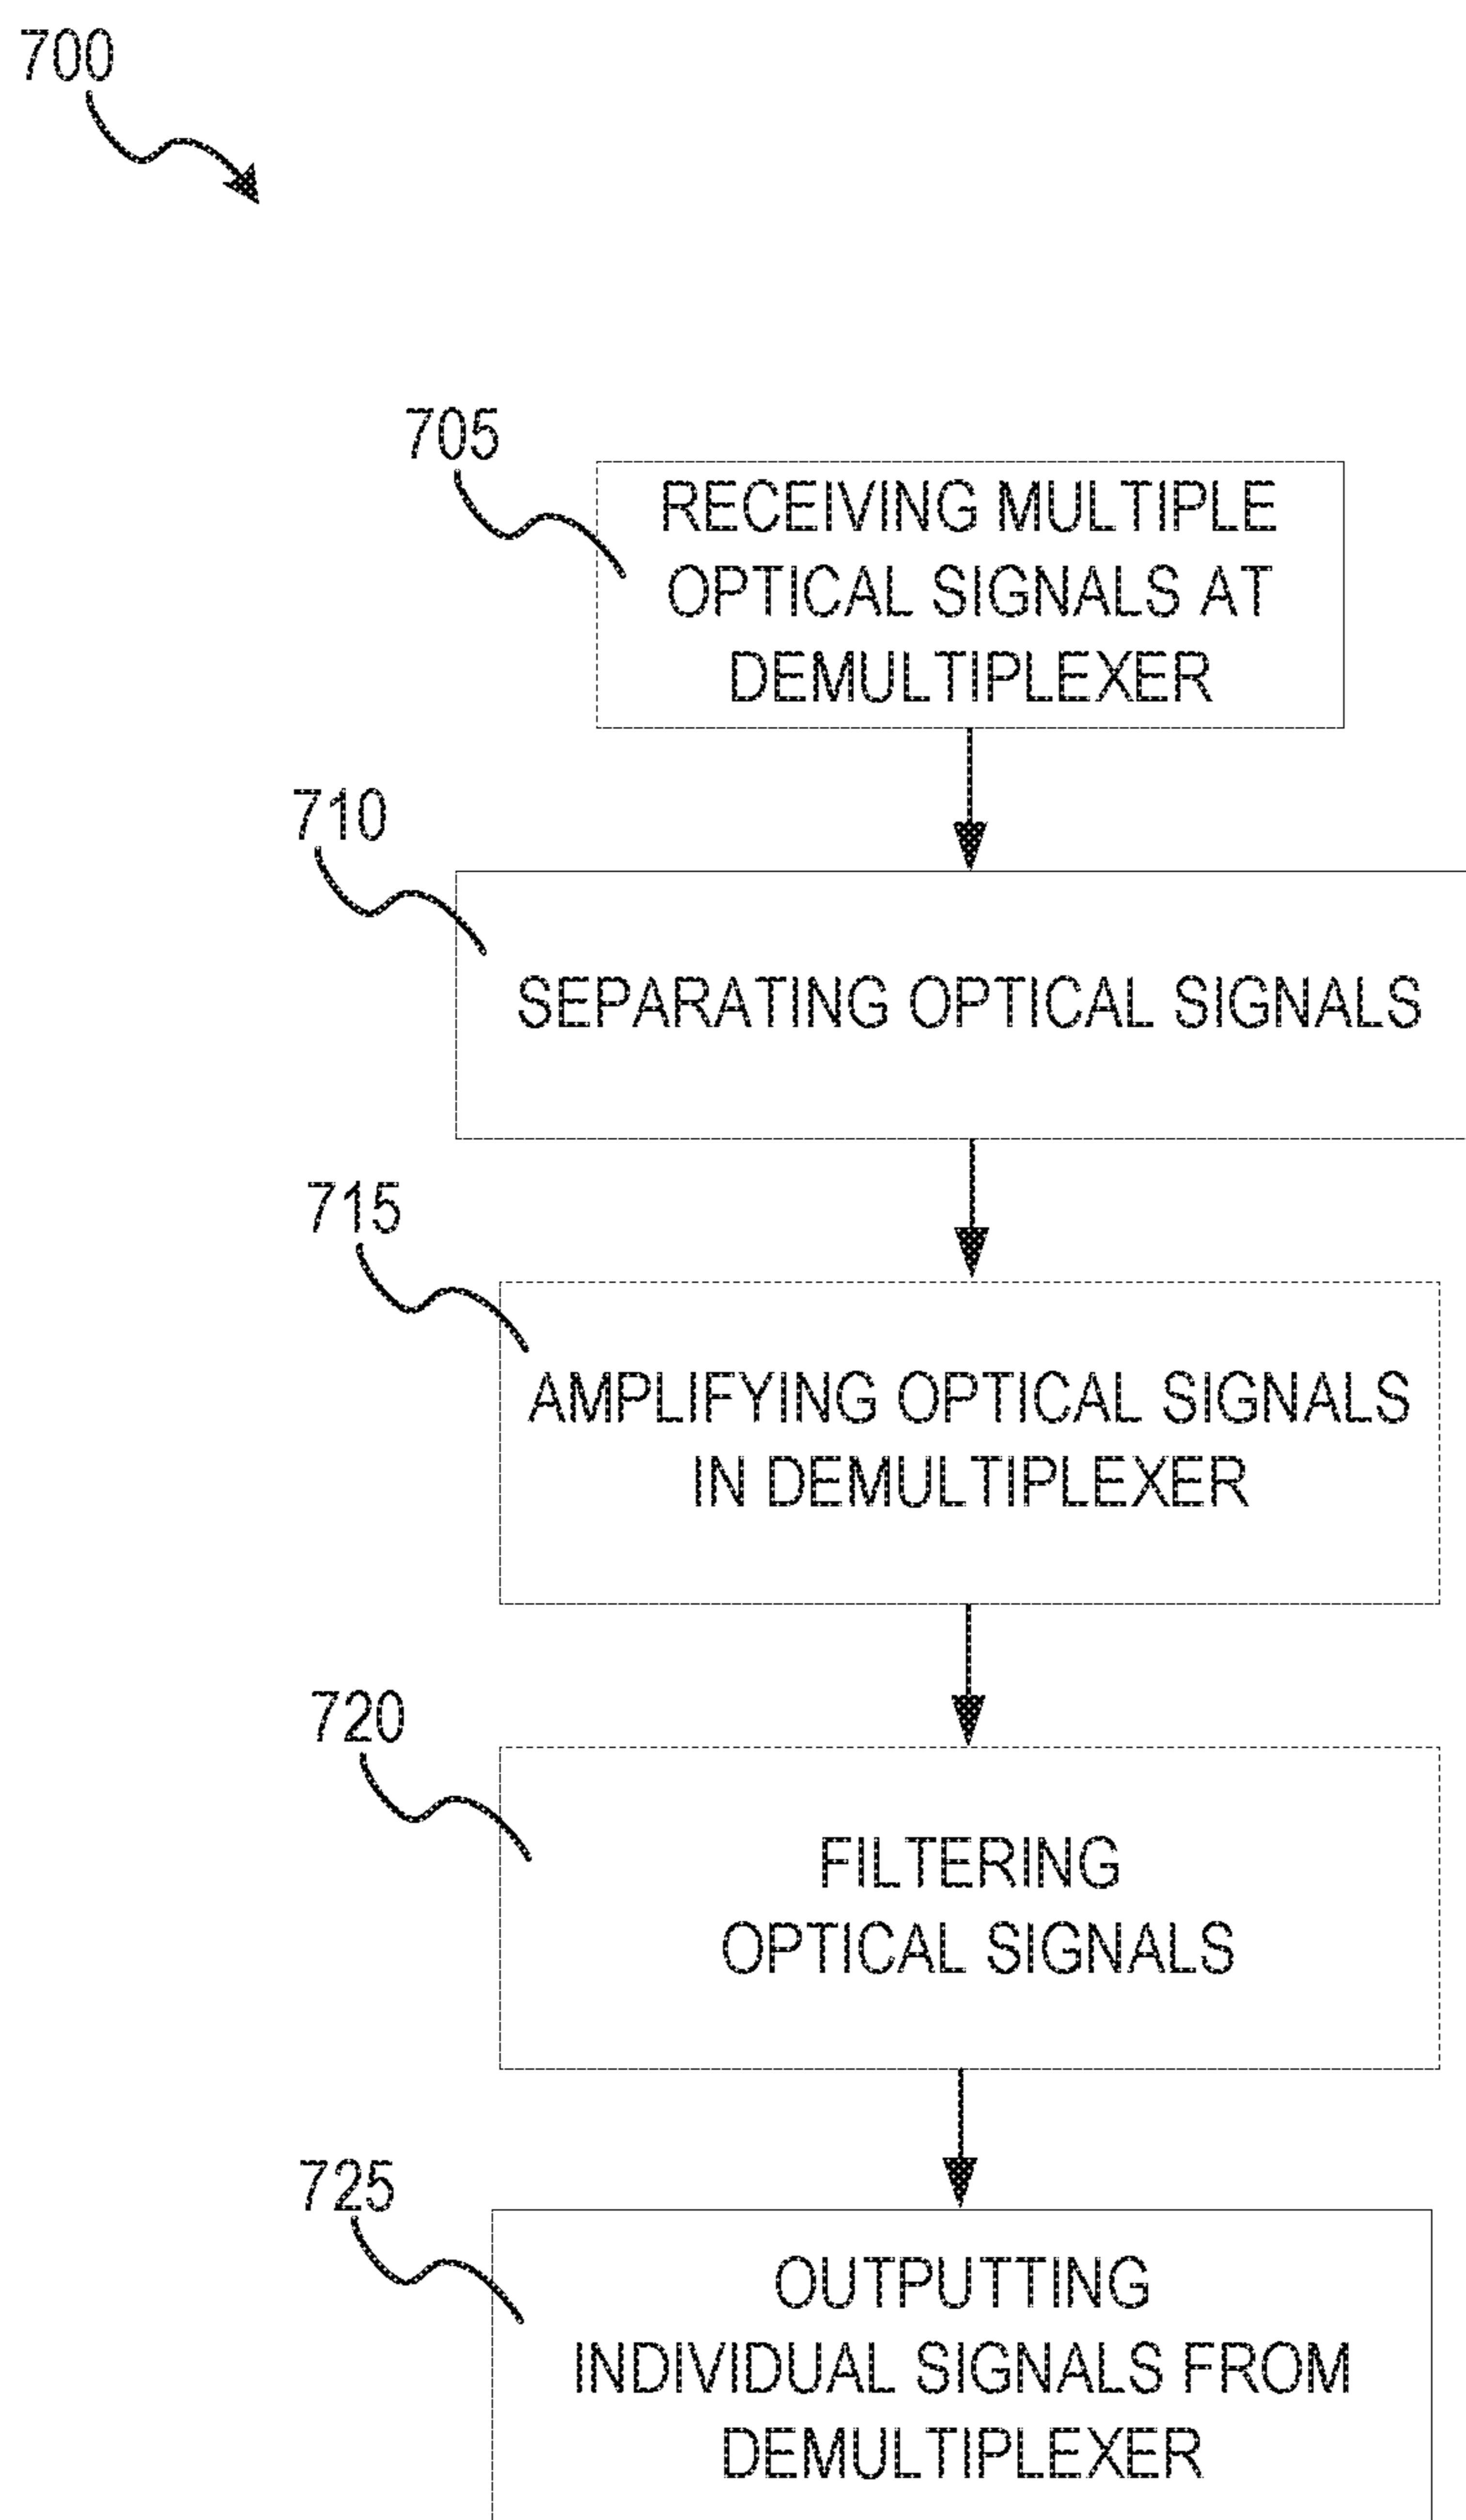 700
705
RECEIVING MULTIPLE
OPTICAL SIGNALS AT
DEMULTIPLEXER
710
SEPARATING OPTICAL SIGNALS
715
AMPLIFYING OPTICAL SIGNALS
IN DEMULTIPLEXER
720
FILTERING
OPTICAL SIGNALS
725
OUTPUTTING
INDIVIDUAL SIGNALS FROM
DEMULTIPLEXER